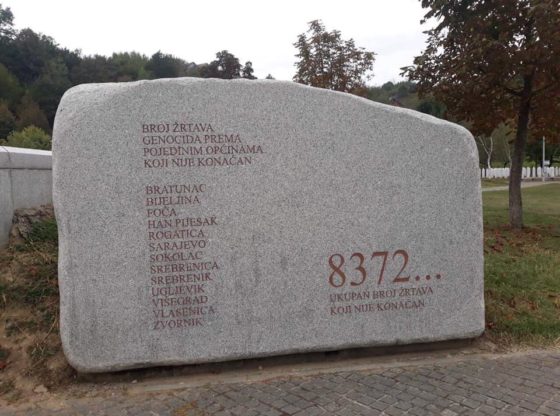 BROJ ŽRTAVA
GENOCIDA PREMA
POJEDINIM OPĆINAMA
KOJI NIJE KONAČAN
BRATUNAC
BIJELJINA
FOČA
HAN PIJESAK
ROGATICA
SARAJEVO
SOKOLAC
SREBRENICA
SREBRENIK
UGLJEVIK
VIŠEGRAD
VLASENICA
ZVORNIK
8372...
UKUPAN BROJ ŽRTAVA
KOJI NIJE KONAČAN